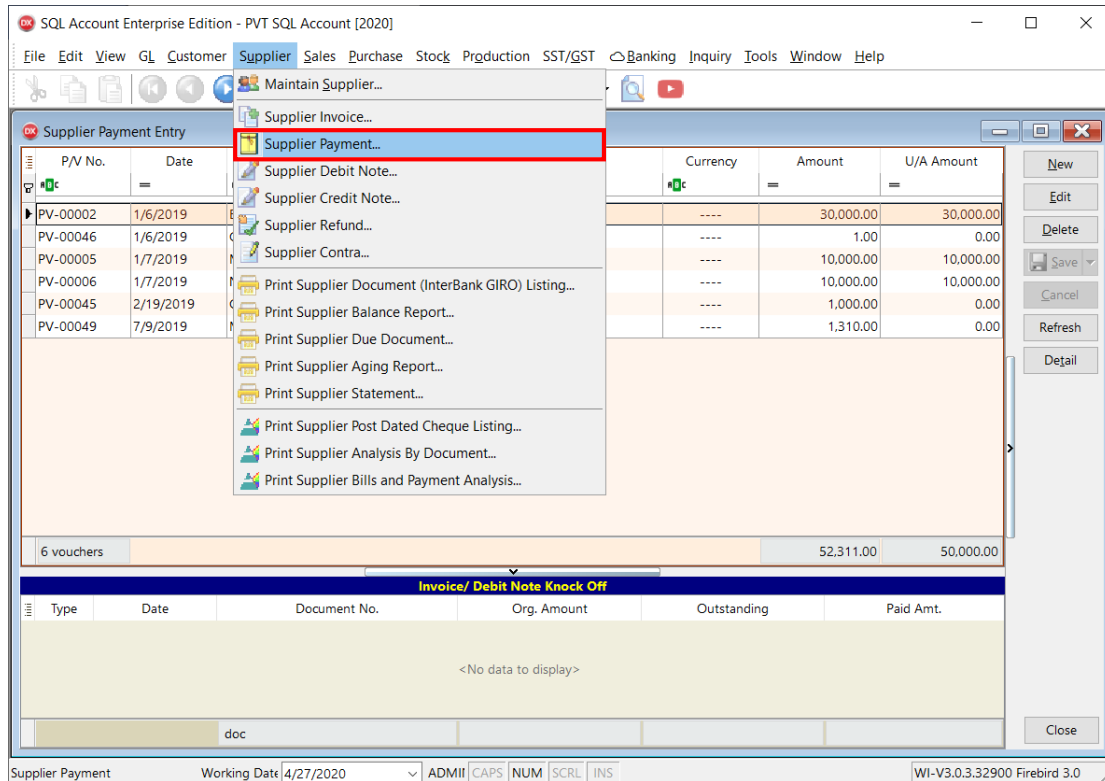 SQL Account Enterprise Edition - PVT SQL Account [2020]
File Edit View GL Customer Supplier Sales Purchase Stock Production SST/GST Banking Inquiry Tools Window Help
Maintain Supplier...
Supplier Invoice...
Supplier Payment...
Supplier Debit Note...
Supplier Credit Note...
Supplier Refund...
Supplier Contra...
Print Supplier Document (InterBank GIRO) Listing...
Print Supplier Balance Report...
Print Supplier Due Document...
Print Supplier Aging Report...
Print Supplier Statement...
Print Supplier Post Dated Cheque Listing...
Print Supplier Analysis By Document...
Print Supplier Bills and Payment Analysis...
Supplier Payment Entry
P/V No. Date Currency Amount U/A Amount
PV-00002 1/6/2019 ---- 30,000.00 30,000.00
PV-00046 1/6/2019 ---- 1.00 0.00
PV-00005 1/7/2019 ---- 10,000.00 10,000.00
PV-00006 1/7/2019 ---- 10,000.00 10,000.00
PV-00045 2/19/2019 ---- 1,000.00 0.00
PV-00049 7/9/2019 ---- 1,310.00 0.00
6 vouchers 52,311.00 50,000.00
New
Edit
Delete
Save
Cancel
Refresh
Detail
Invoice/ Debit Note Knock Off
Type Date Document No. Org. Amount Outstanding Paid Amt.
<No data to display>
doc
Close
Supplier Payment Working Date 4/27/2020 ADMII CAPS NUM SCRL INS WI-V3.0.3.32900 Firebird 3.0